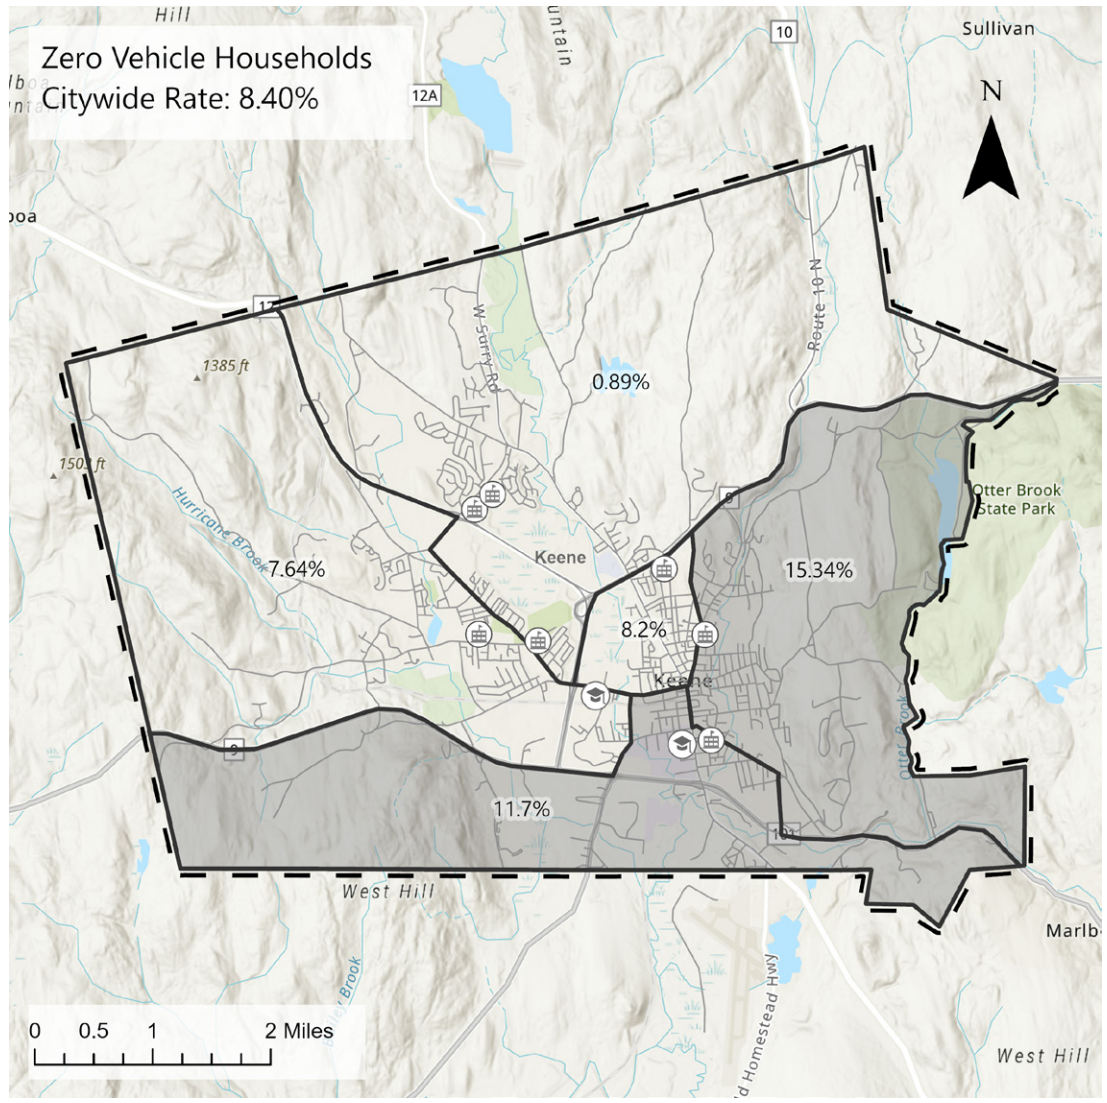 Hill
Sullivan
Zero Vehicle Households
Citywide Rate: 8.40%
10
12A
N
12
1385 ft
W Surry Rd
Route 10 N
0.89%
1503 ft
9
Otter Brook
State Park
Hurricane Brook
Keene
7.64%
15.34%
8.2%
Keene
Otter Brook
9
11.7%
101
West Hill
Marlb
0 0.5 1 2 Miles
Brook
d Homestead Hwy
West Hill